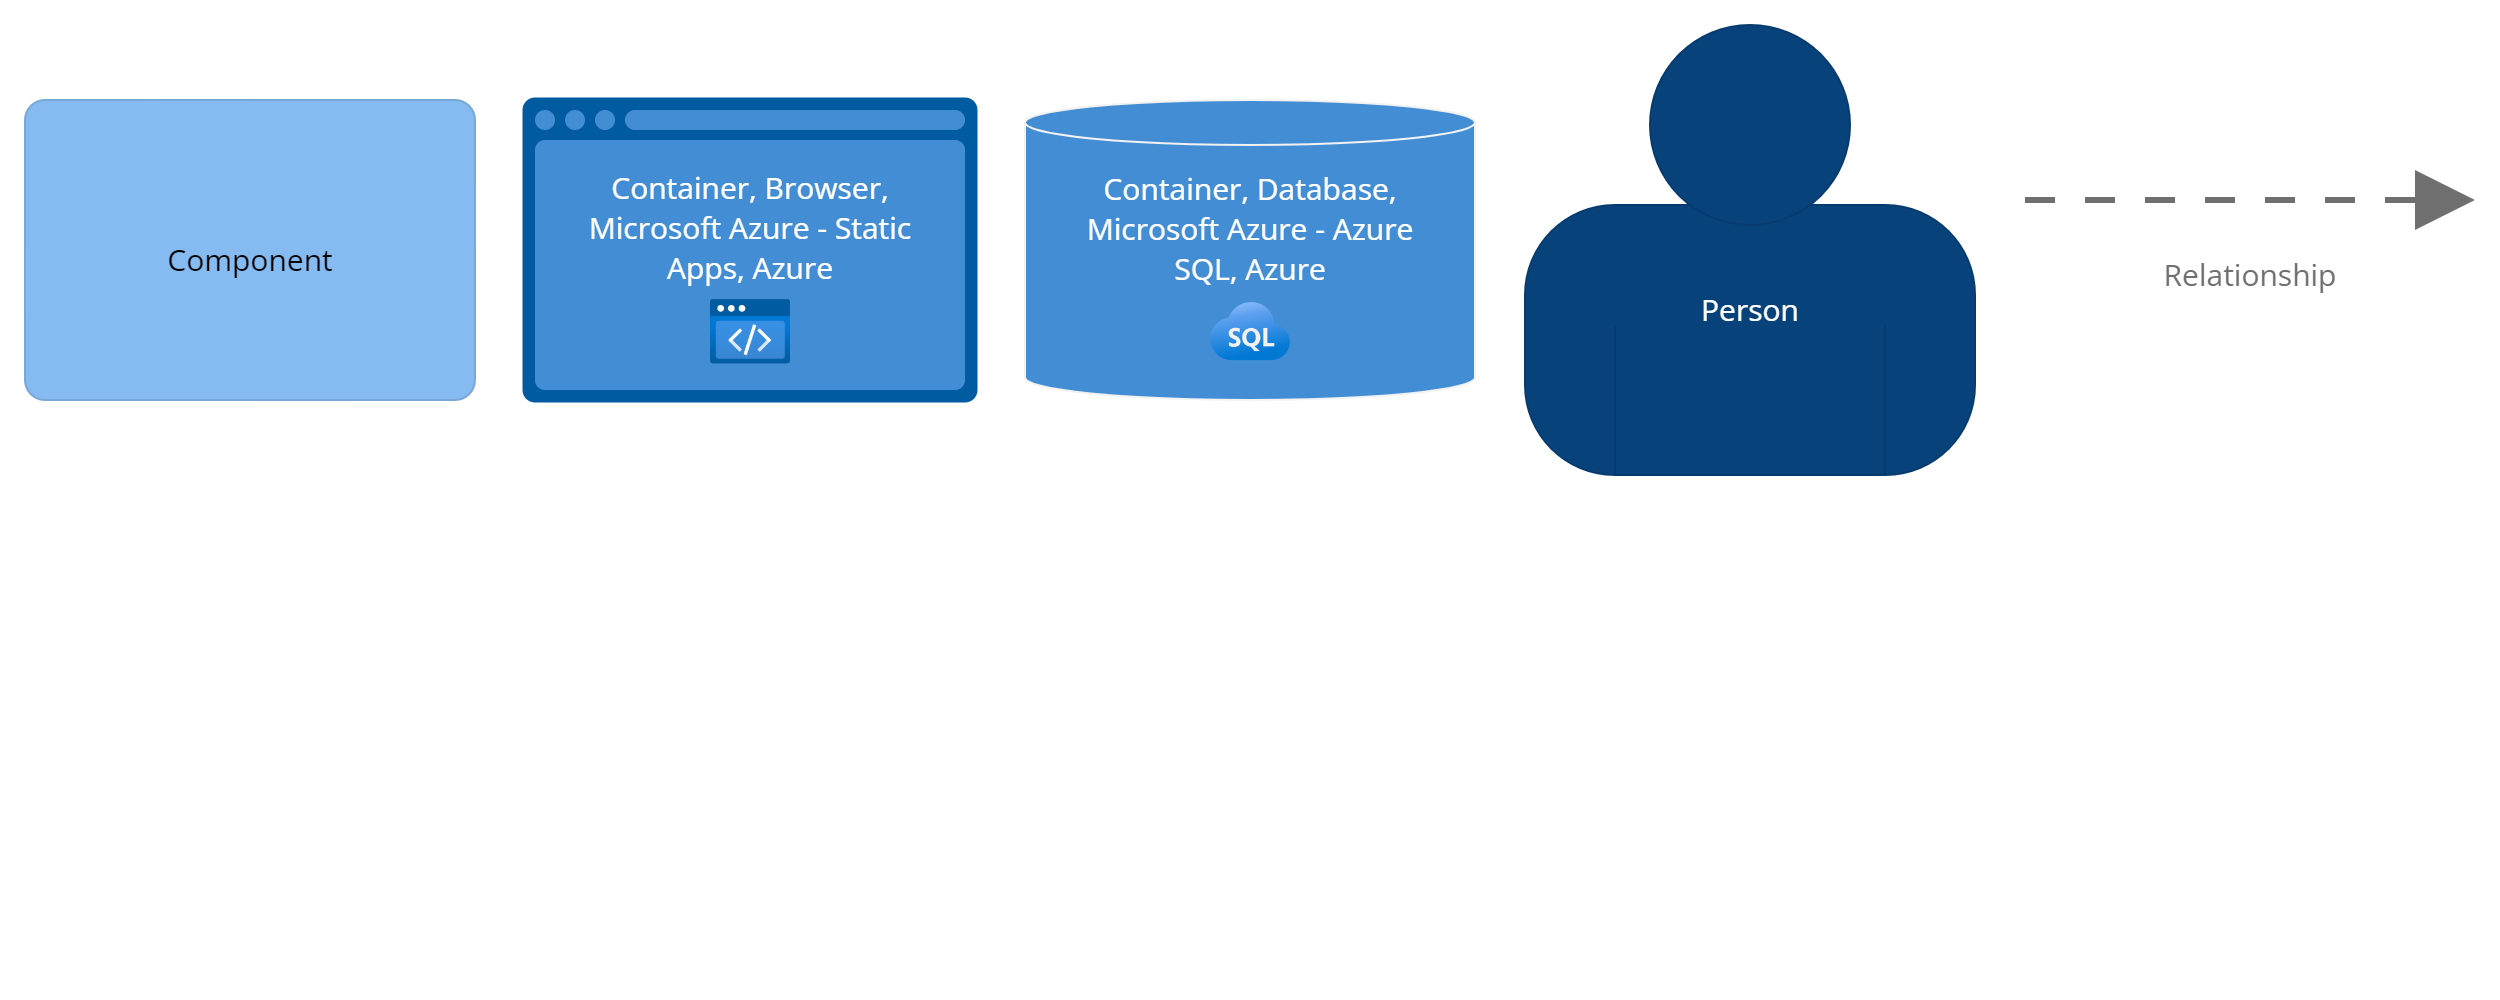 Component
Container, Browser,
Microsoft Azure - Static
Apps, Azure
</>
Container, Database,
Microsoft Azure - Azure
SQL, Azure
SQL
Person
Relationship